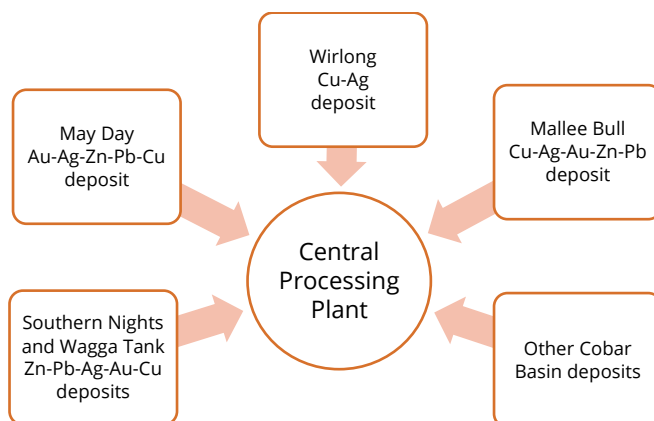 Wirlong
Cu-Ag
deposit
May Day
Au-Ag-Zn-Pb-Cu
deposit
Mallee Bull
Cu-Ag-Au-Zn-Pb
deposit
Central
Processing
Plant
Southern Nights
and Wagga Tank
Zn-Pb-Ag-Au-Cu
deposits
Other Cobar
Basin deposits